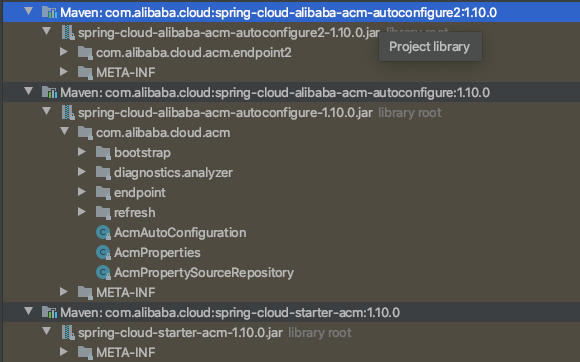 Maven: com.alibaba.cloud:spring-cloud-alibaba-acm-autoconfigure2:1.10.0
spring-cloud-alibaba-acm-autoconfigure2-1.10.0.jar library root
Project library
com.alibaba.cloud.acm.endpoint2
META-INF
Maven: com.alibaba.cloud:spring-cloud-alibaba-acm-autoconfigure:1.10.0
spring-cloud-alibaba-acm-autoconfigure-1.10.0.jar library root
com.alibaba.cloud.acm
bootstrap
diagnostics.analyzer
endpoint
refresh
AcmAutoConfiguration
AcmProperties
AcmPropertySourceRepository
META-INF
Maven: com.alibaba.cloud:spring-cloud-starter-acm:1.10.0
spring-cloud-starter-acm-1.10.0.jar library root
META-INF